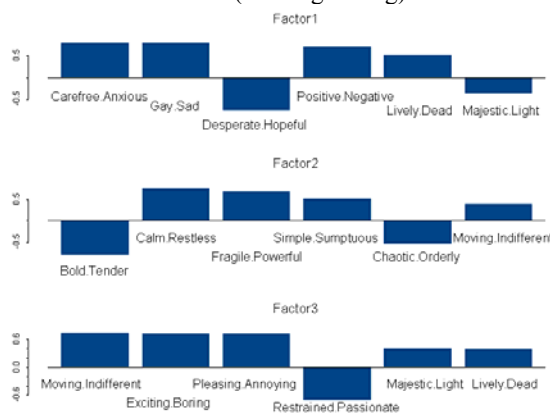 Factor1
0.5
-0.5
Carefree.Anxious
Gay.Sad
Desperate.Hopeful
Positive.Negative
Lively.Dead
Majestic.Light
Factor2
0.5
-0.5
Bold.Tender
Calm.Restless
Fragile.Powerful
Simple.Sumptuous
Chaotic.Orderly
Moving.Indifferent
Factor3
0.6
0.0
-0.6
Moving.Indifferent
Exciting.Boring
Pleasing.Annoying
Restrained.Passionate
Majestic.Light
Lively.Dead